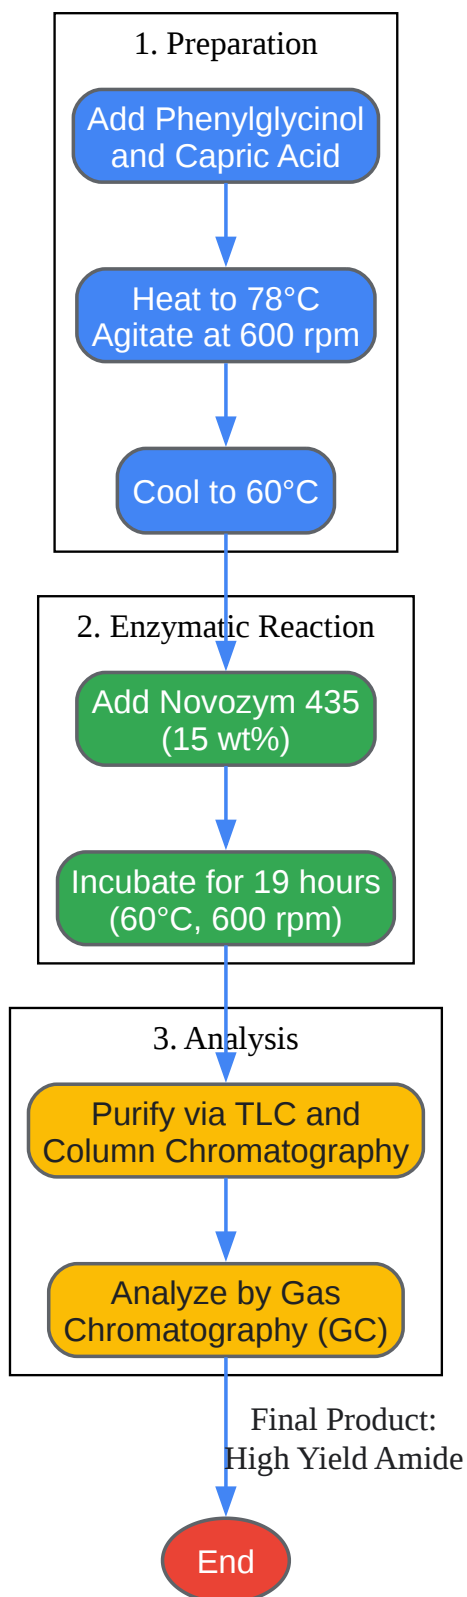 1. Preparation
Add Phenylglycinol
and Capric Acid
Heat to 78°C
Agitate at 600 rpm
Cool to 60°C
2. Enzymatic Reaction
Add Novozym 435
(15 wt%)
Incubate for 19 hours
(60°C, 600 rpm)
3. Analysis
Purify via TLC and
Column Chromatography
Analyze by Gas
Chromatography (GC)
Final Product:
High Yield Amide
End